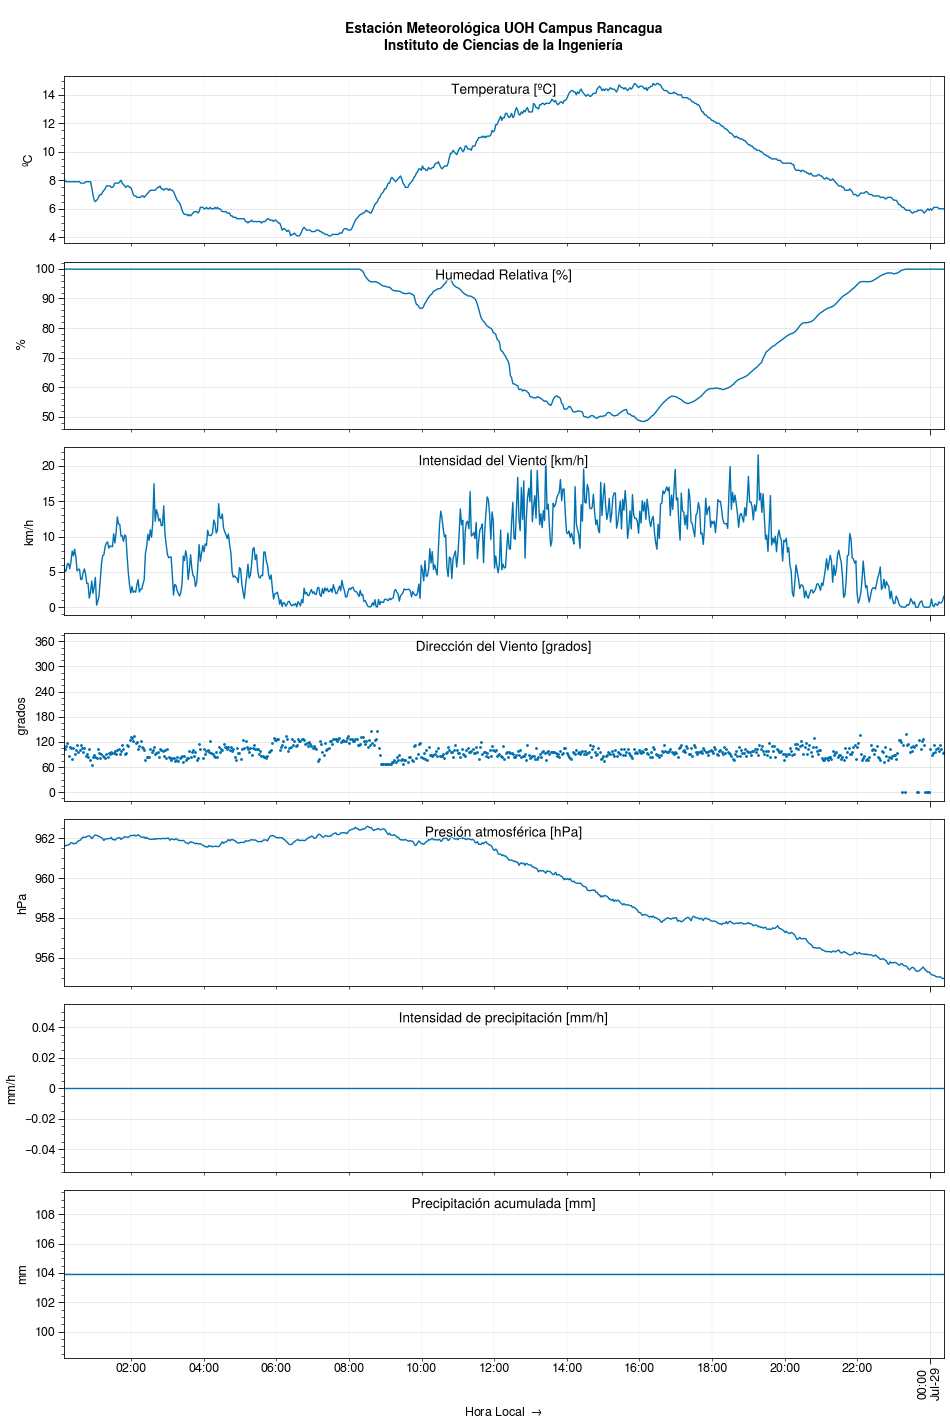 Estación Meteorológica UOH Campus Rancagua
Instituto de Ciencias de la Ingeniería
Temperatura [ºC]
14
12
10
8
6
4
ºC
Humedad Relativa [%]
100
90
80
70
60
50
%
Intensidad del Viento [km/h]
20
15
10
5
0
km/h
Dirección del Viento [grados]
360
300
240
180
120
60
0
grados
Presión atmosférica [hPa]
962
960
958
956
hPa
Intensidad de precipitación [mm/h]
0.04
0.02
0
−0.02
−0.04
mm/h
Precipitación acumulada [mm]
108
106
104
102
100
mm
02:00 04:00 06:00 08:00 10:00 12:00 14:00 16:00 18:00 20:00 22:00 00:00
Jul-29
Hora Local →